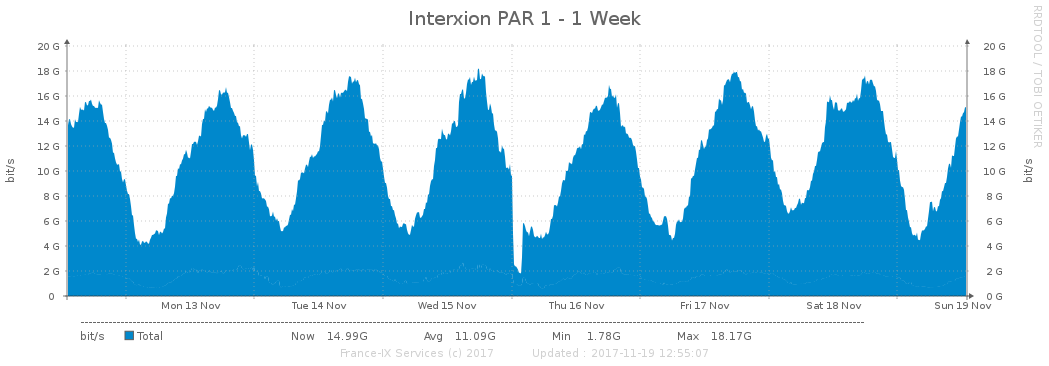 Interxion PAR 1 - 1 Week
RRDTOOL / TOBI OETIKER
20 G 20 G
18 G 18 G
16 G 16 G
14 G 14 G
12 G 12 G
10 G 10 G
8 G 8 G
6 G 6 G
4 G 4 G
2 G 2 G
0 0 G
bit/s bit/s
Mon 13 Nov Tue 14 Nov Wed 15 Nov Thu 16 Nov Fri 17 Nov Sat 18 Nov Sun 19 Nov
bit/s Total Now 14.99G Avg 11.09G Min 1.78G Max 18.17G
France-IX Services (c) 2017 Updated : 2017-11-19 12:55:07